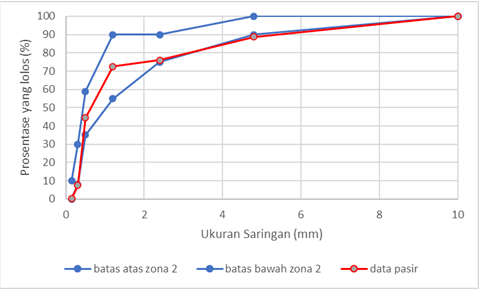 Prosentase yang lolos (%)
100
90
80
70
60
50
40
30
20
10
0
0 2 4 6 8 10
Ukuran Saringan (mm)
batas atas zona 2 batas bawah zona 2 data pasir